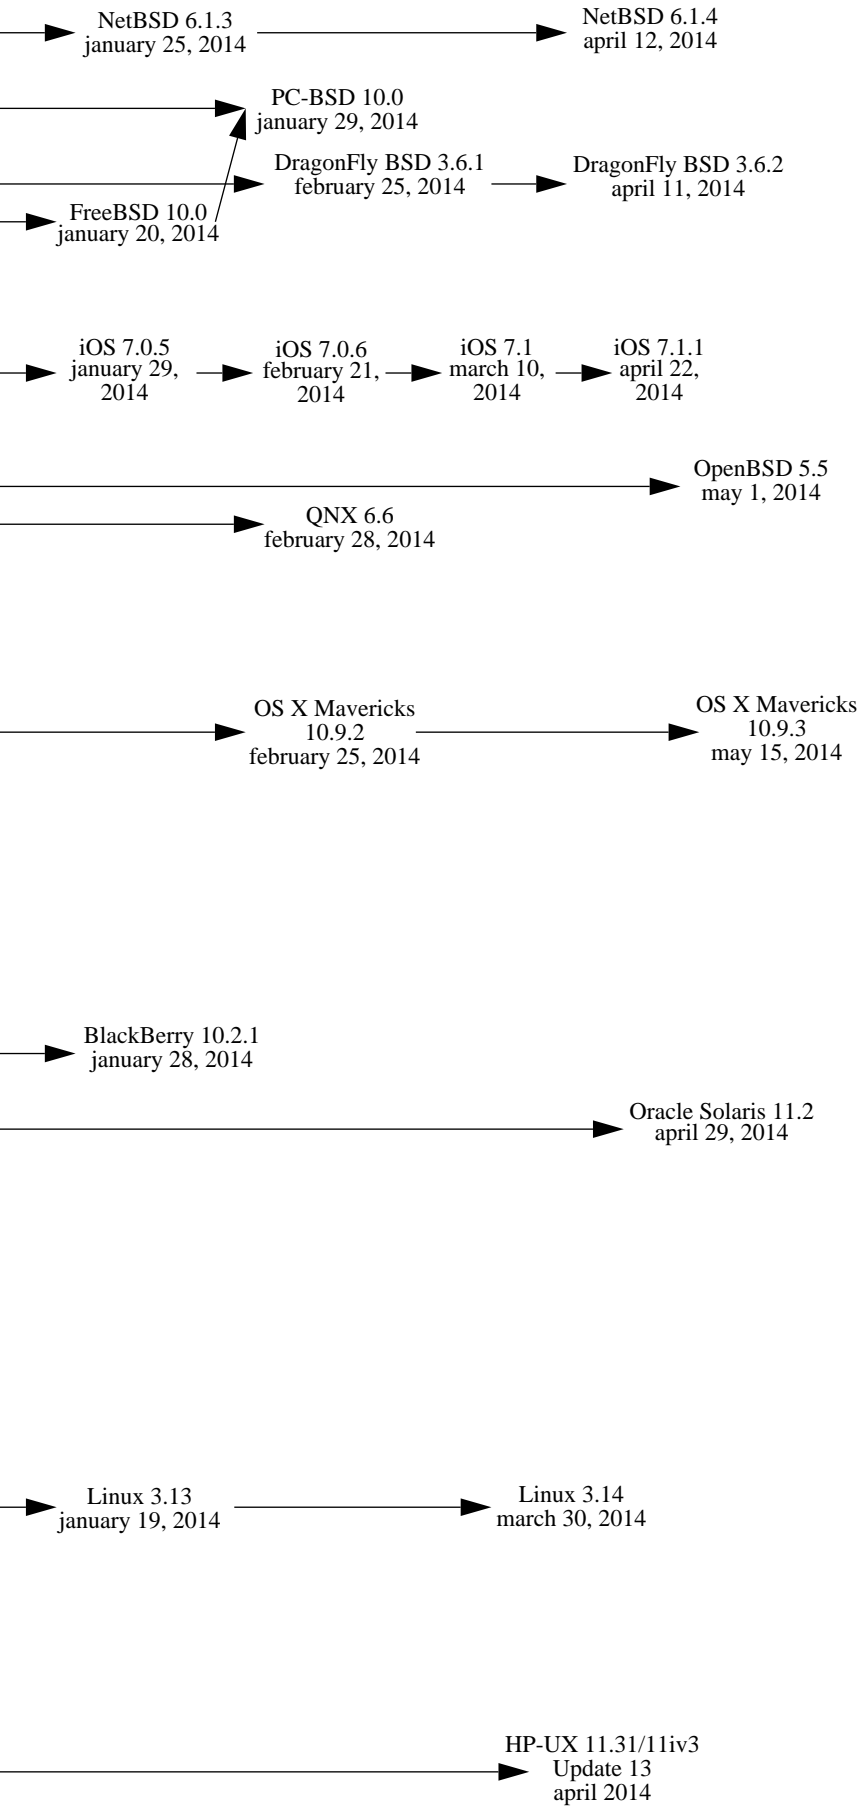 NetBSD 6.1.3
january 25, 2014
NetBSD 6.1.4
april 12, 2014
PC-BSD 10.0
january 29, 2014
DragonFly BSD 3.6.1
february 25, 2014
DragonFly BSD 3.6.2
april 11, 2014
FreeBSD 10.0
january 20, 2014
iOS 7.0.5
january 29,
2014
iOS 7.0.6
february 21,
2014
iOS 7.1
march 10,
2014
iOS 7.1.1
april 22,
2014
OpenBSD 5.5
may 1, 2014
QNX 6.6
february 28, 2014
OS X Mavericks
10.9.2
february 25, 2014
OS X Mavericks
10.9.3
may 15, 2014
BlackBerry 10.2.1
january 28, 2014
Oracle Solaris 11.2
april 29, 2014
Linux 3.13
january 19, 2014
Linux 3.14
march 30, 2014
HP-UX 11.31/11iv3
Update 13
april 2014